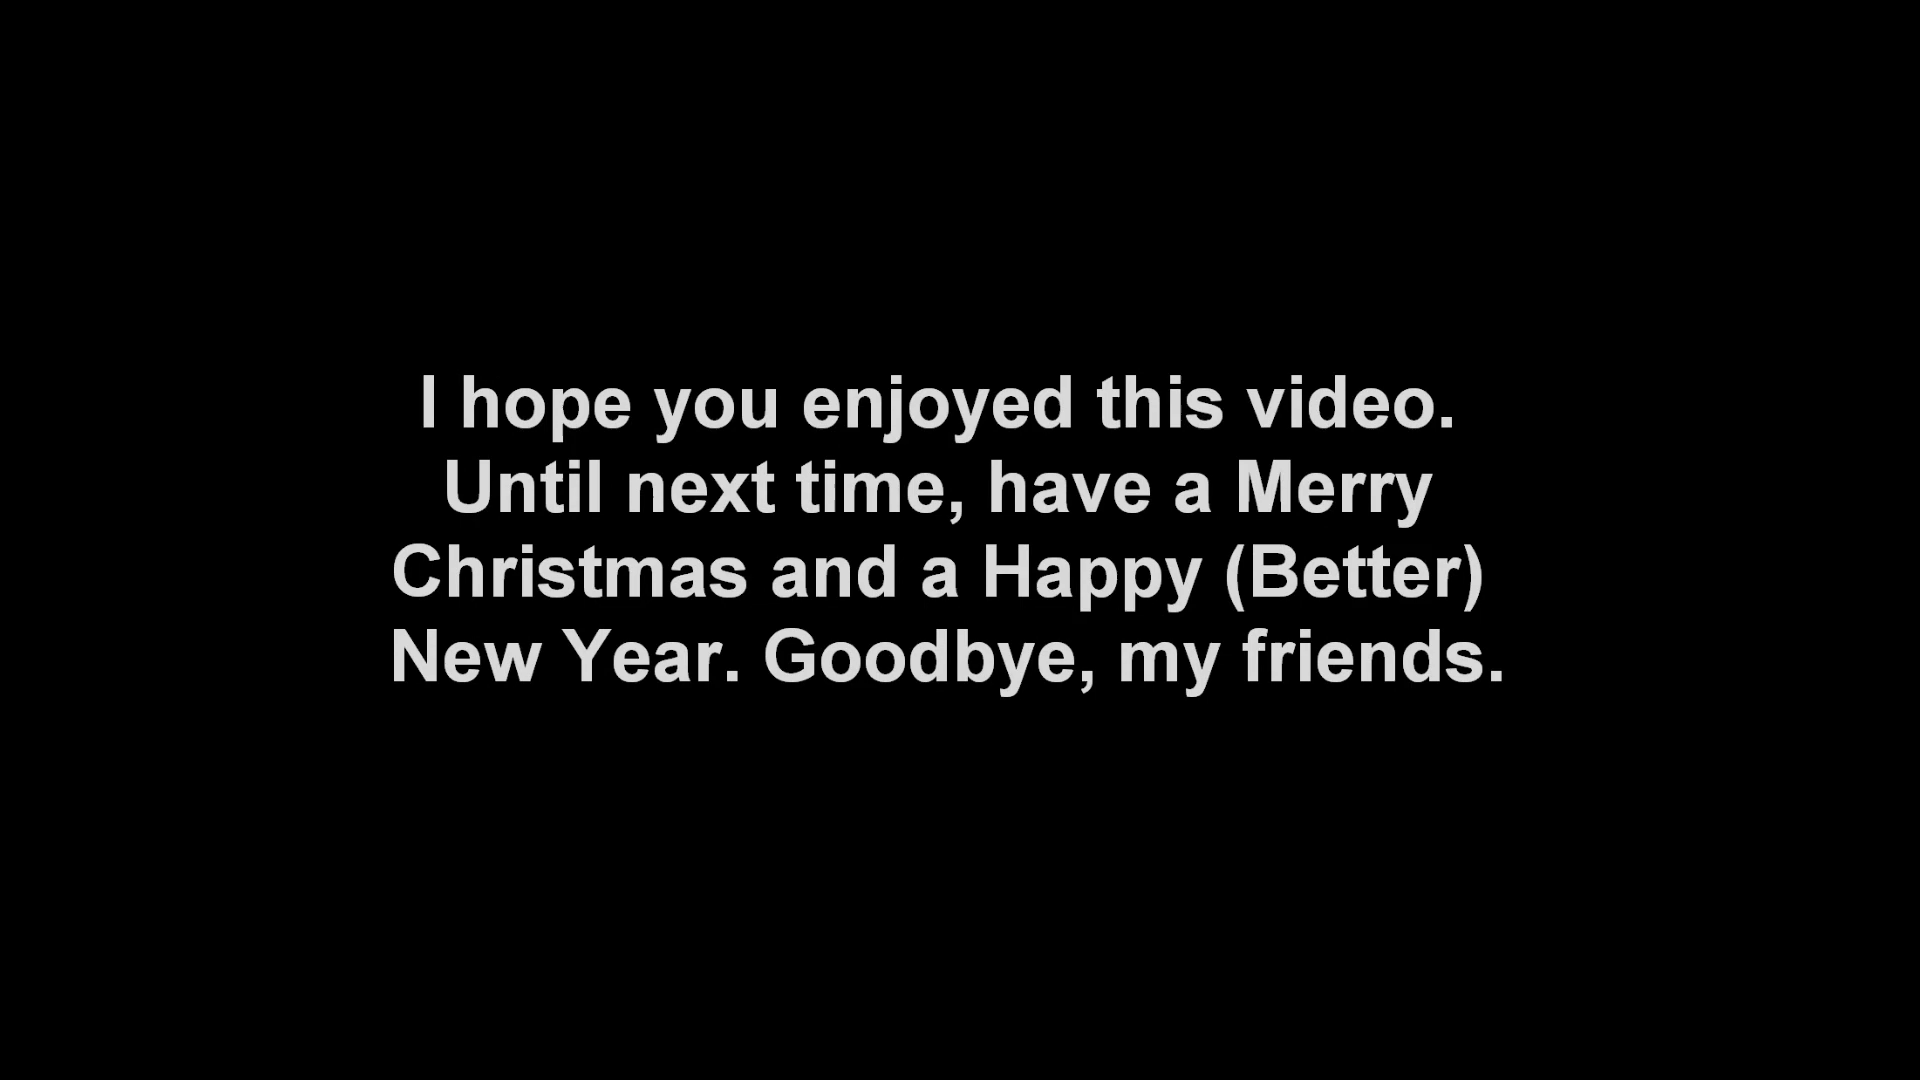 I hope you enjoyed this video.
Until next time, have a Merry
Christmas and a Happy (Better)
New Year. Goodbye, my friends.